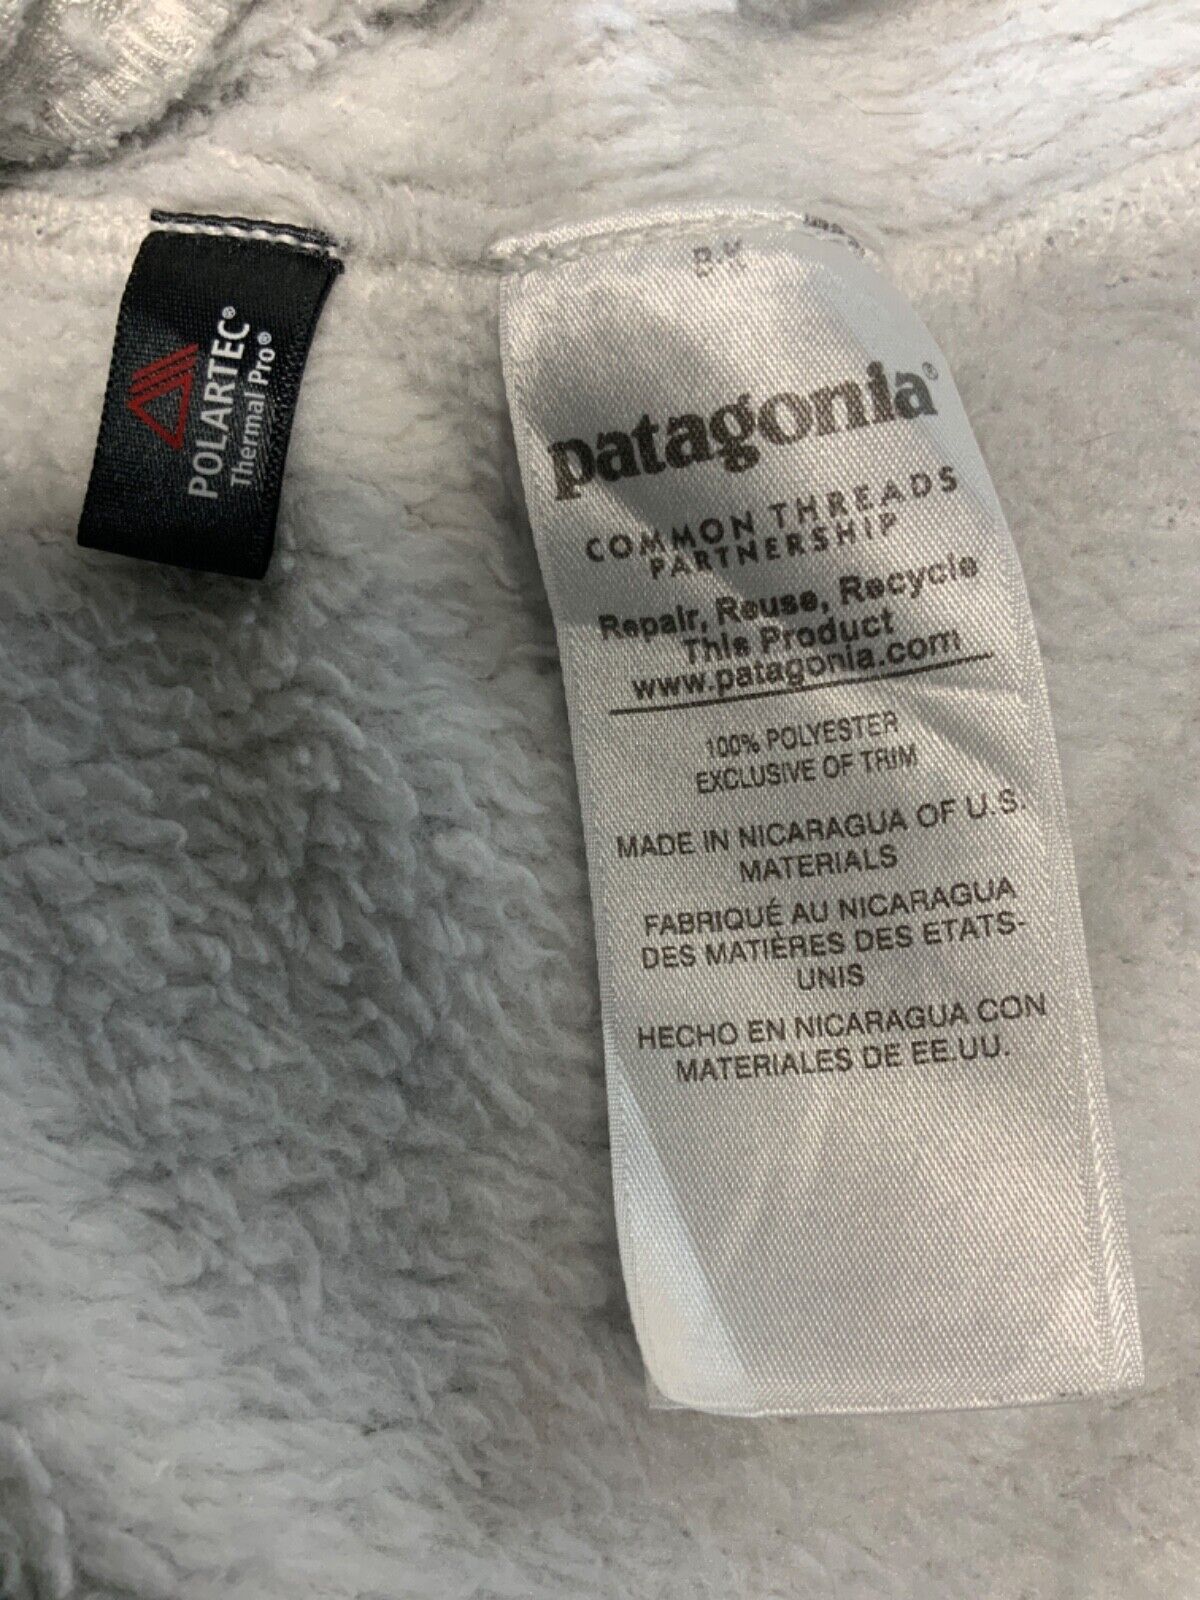 POLARTEC®
Thermal Pro®
patagonia®
COMMON THREADS
PARTNERSHIP
Repair, Reuse, Recycle
This Product
www.patagonia.com
100% POLYESTER
EXCLUSIVE OF TRIM
MADE IN NICARAGUA OF U.S.
MATERIALS
FABRIQUÉ AU NICARAGUA
DES MATIÈRES DES ETATS-
UNIS
HECHO EN NICARAGUA CON
MATERIALES DE EE.UU.